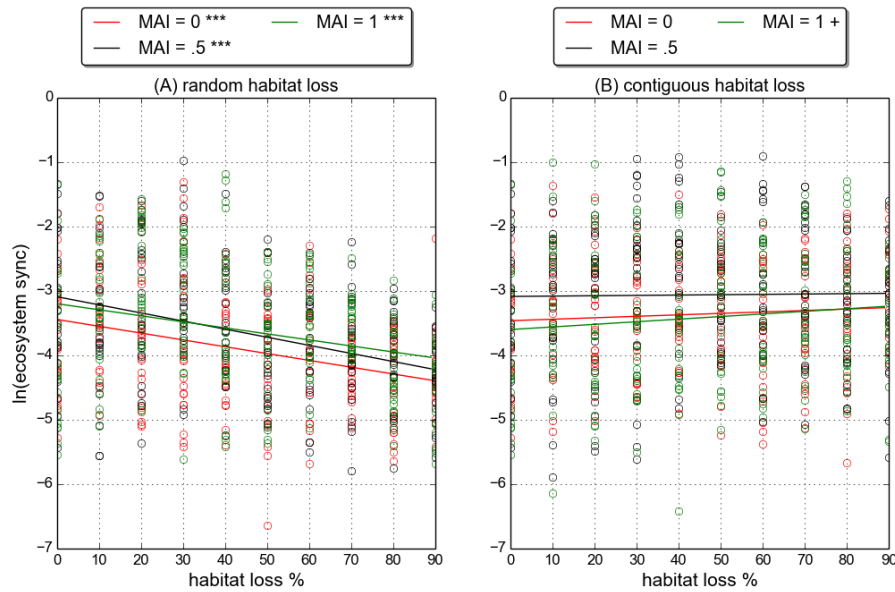 MAI = 0 *** MAI = 1 ***
MAI = .5 ***
MAI = 0 MAI = 1 +
MAI = .5
(A) random habitat loss
(B) contiguous habitat loss
ln(ecosystem sync)
0
−1
−2
−3
−4
−5
−6
−7
0 10 20 30 40 50 60 70 80 90
habitat loss %
0
−1
−2
−3
−4
−5
−6
−7
0 10 20 30 40 50 60 70 80 90
habitat loss %